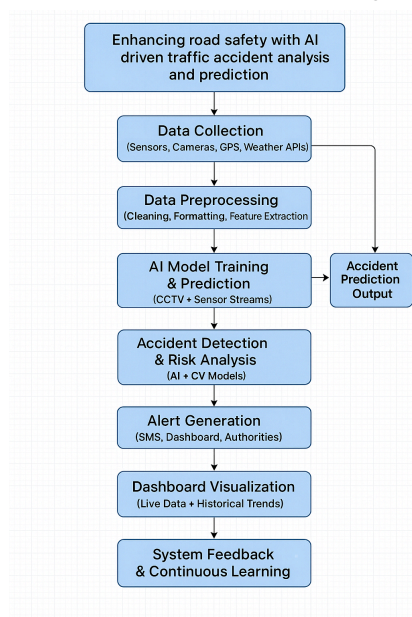 Enhancing road safety with AI
driven traffic accident analysis
and prediction
Data Collection
(Sensors, Cameras, GPS, Weather APIs)
Data Preprocessing
(Cleaning, Formatting, Feature Extraction
AI Model Training
& Prediction
(CCTV + Sensor Streams)
Accident
Prediction
Output
Accident Detection
& Risk Analysis
(AI + CV Models)
Alert Generation
(SMS, Dashboard, Authorities)
Dashboard Visualization
(Live Data + Historical Trends)
System Feedback
& Continuous Learning